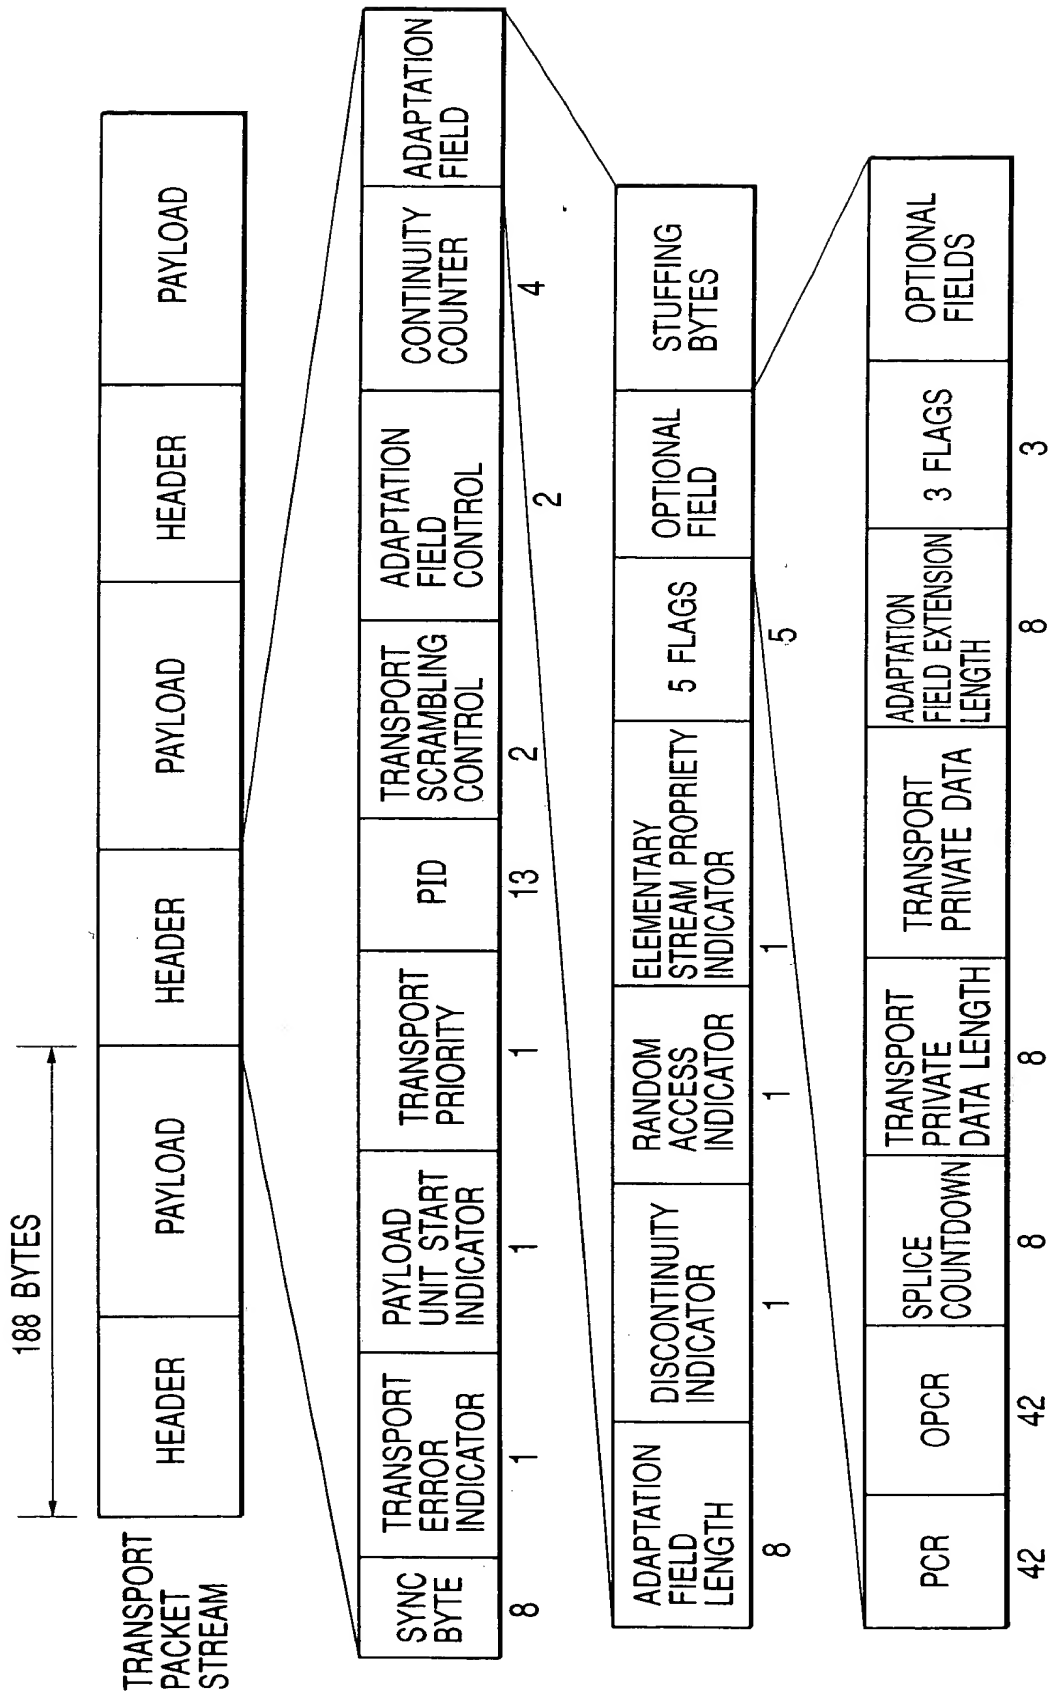 188 BYTES
TRANSPORT
PACKET
STREAM
HEADER
PAYLOAD
HEADER
PAYLOAD
HEADER
PAYLOAD
SYNC
BYTE
8
TRANSPORT
ERROR
INDICATOR
1
PAYLOAD
UNIT START
INDICATOR
1
TRANSPORT
PRIORITY
1
PID
13
TRANSPORT
SCRAMBLING
CONTROL
2
ADAPTATION
FIELD
CONTROL
2
CONTINUITY
COUNTER
4
ADAPTATION
FIELD
ADAPTATION
FIELD
LENGTH
8
DISCONTINUITY
INDICATOR
1
RANDOM
ACCESS
INDICATOR
1
ELEMENTARY
STREAM PROPRIETY
INDICATOR
1
5 FLAGS
5
OPTIONAL
FIELD
STUFFING
BYTES
PCR
42
OPCR
42
SPLICE
COUNTDOWN
8
TRANSPORT
PRIVATE
DATA LENGTH
8
TRANSPORT
PRIVATE DATA
ADAPTATION
FIELD EXTENSION
LENGTH
8
3 FLAGS
3
OPTIONAL
FIELDS